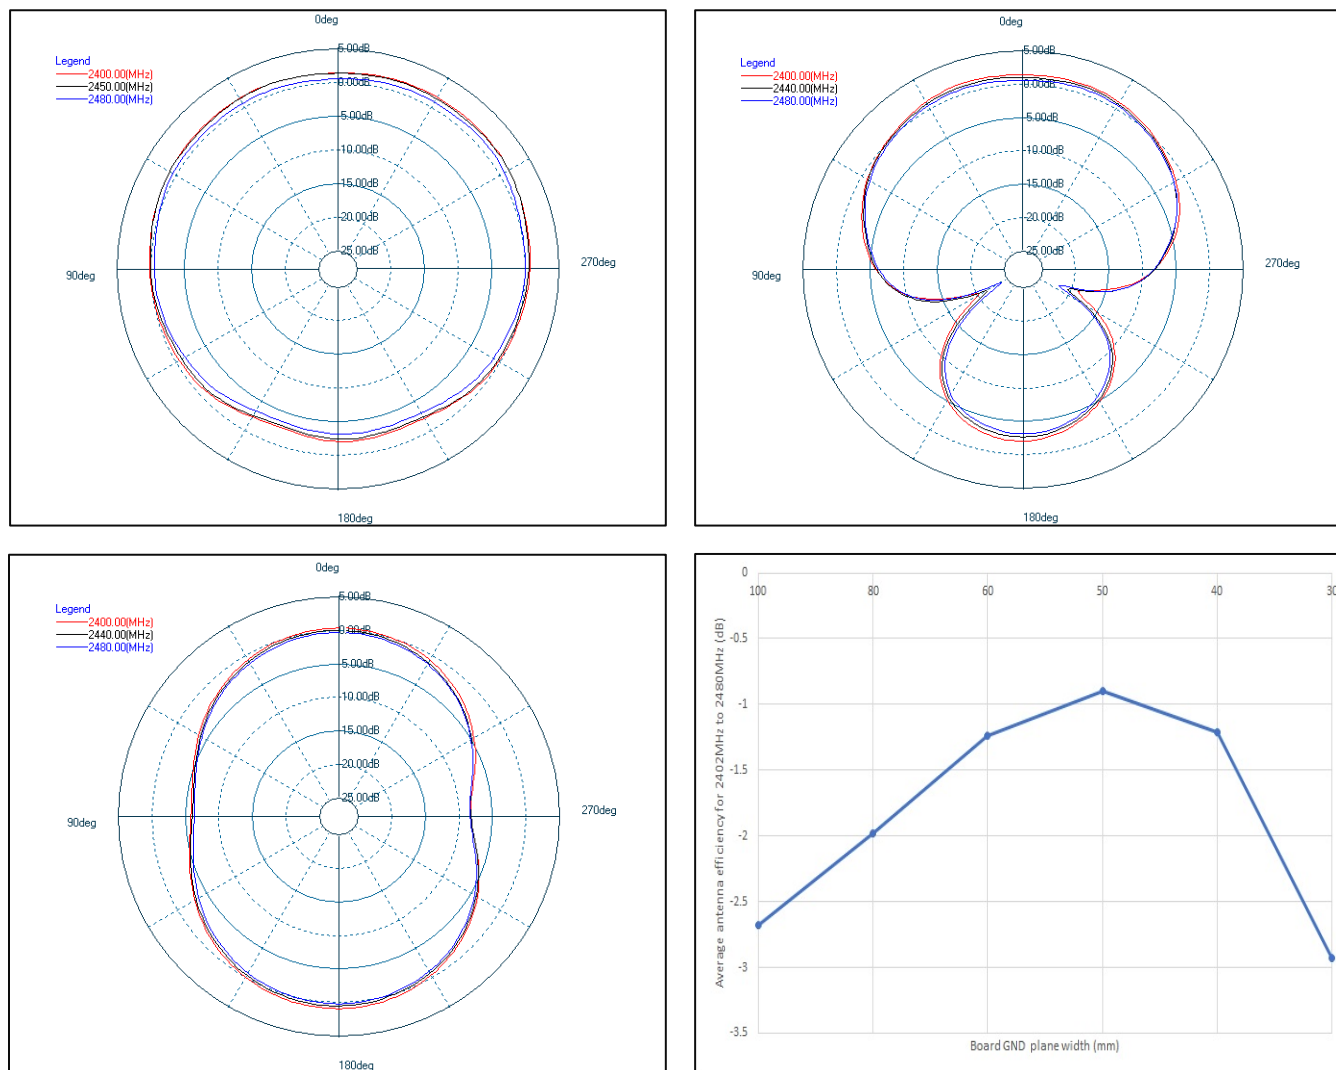 0deg
Legend
2400.00(MHz)
2450.00(MHz)
2480.00(MHz)
5.00dB
0.00dB
5.00dB
10.00dB
15.00dB
20.00dB
25.00dB
90deg
270deg
180deg
0deg
Legend
2400.00(MHz)
2440.00(MHz)
2480.00(MHz)
5.00dB
0.00dB
5.00dB
10.00dB
15.00dB
20.00dB
25.00dB
90deg
270deg
180deg
0deg
Legend
2400.00(MHz)
2440.00(MHz)
2480.00(MHz)
5.00dB
0.00dB
5.00dB
10.00dB
15.00dB
20.00dB
25.00dB
90deg
270deg
180deg
0
100 80 60 50 40 30
-0.5
-1
-1.5
-2
-2.5
-3
-3.5
Average antenna efficiency for 2402MHz to 2480MHz (dB)
Board GND plane width (mm)